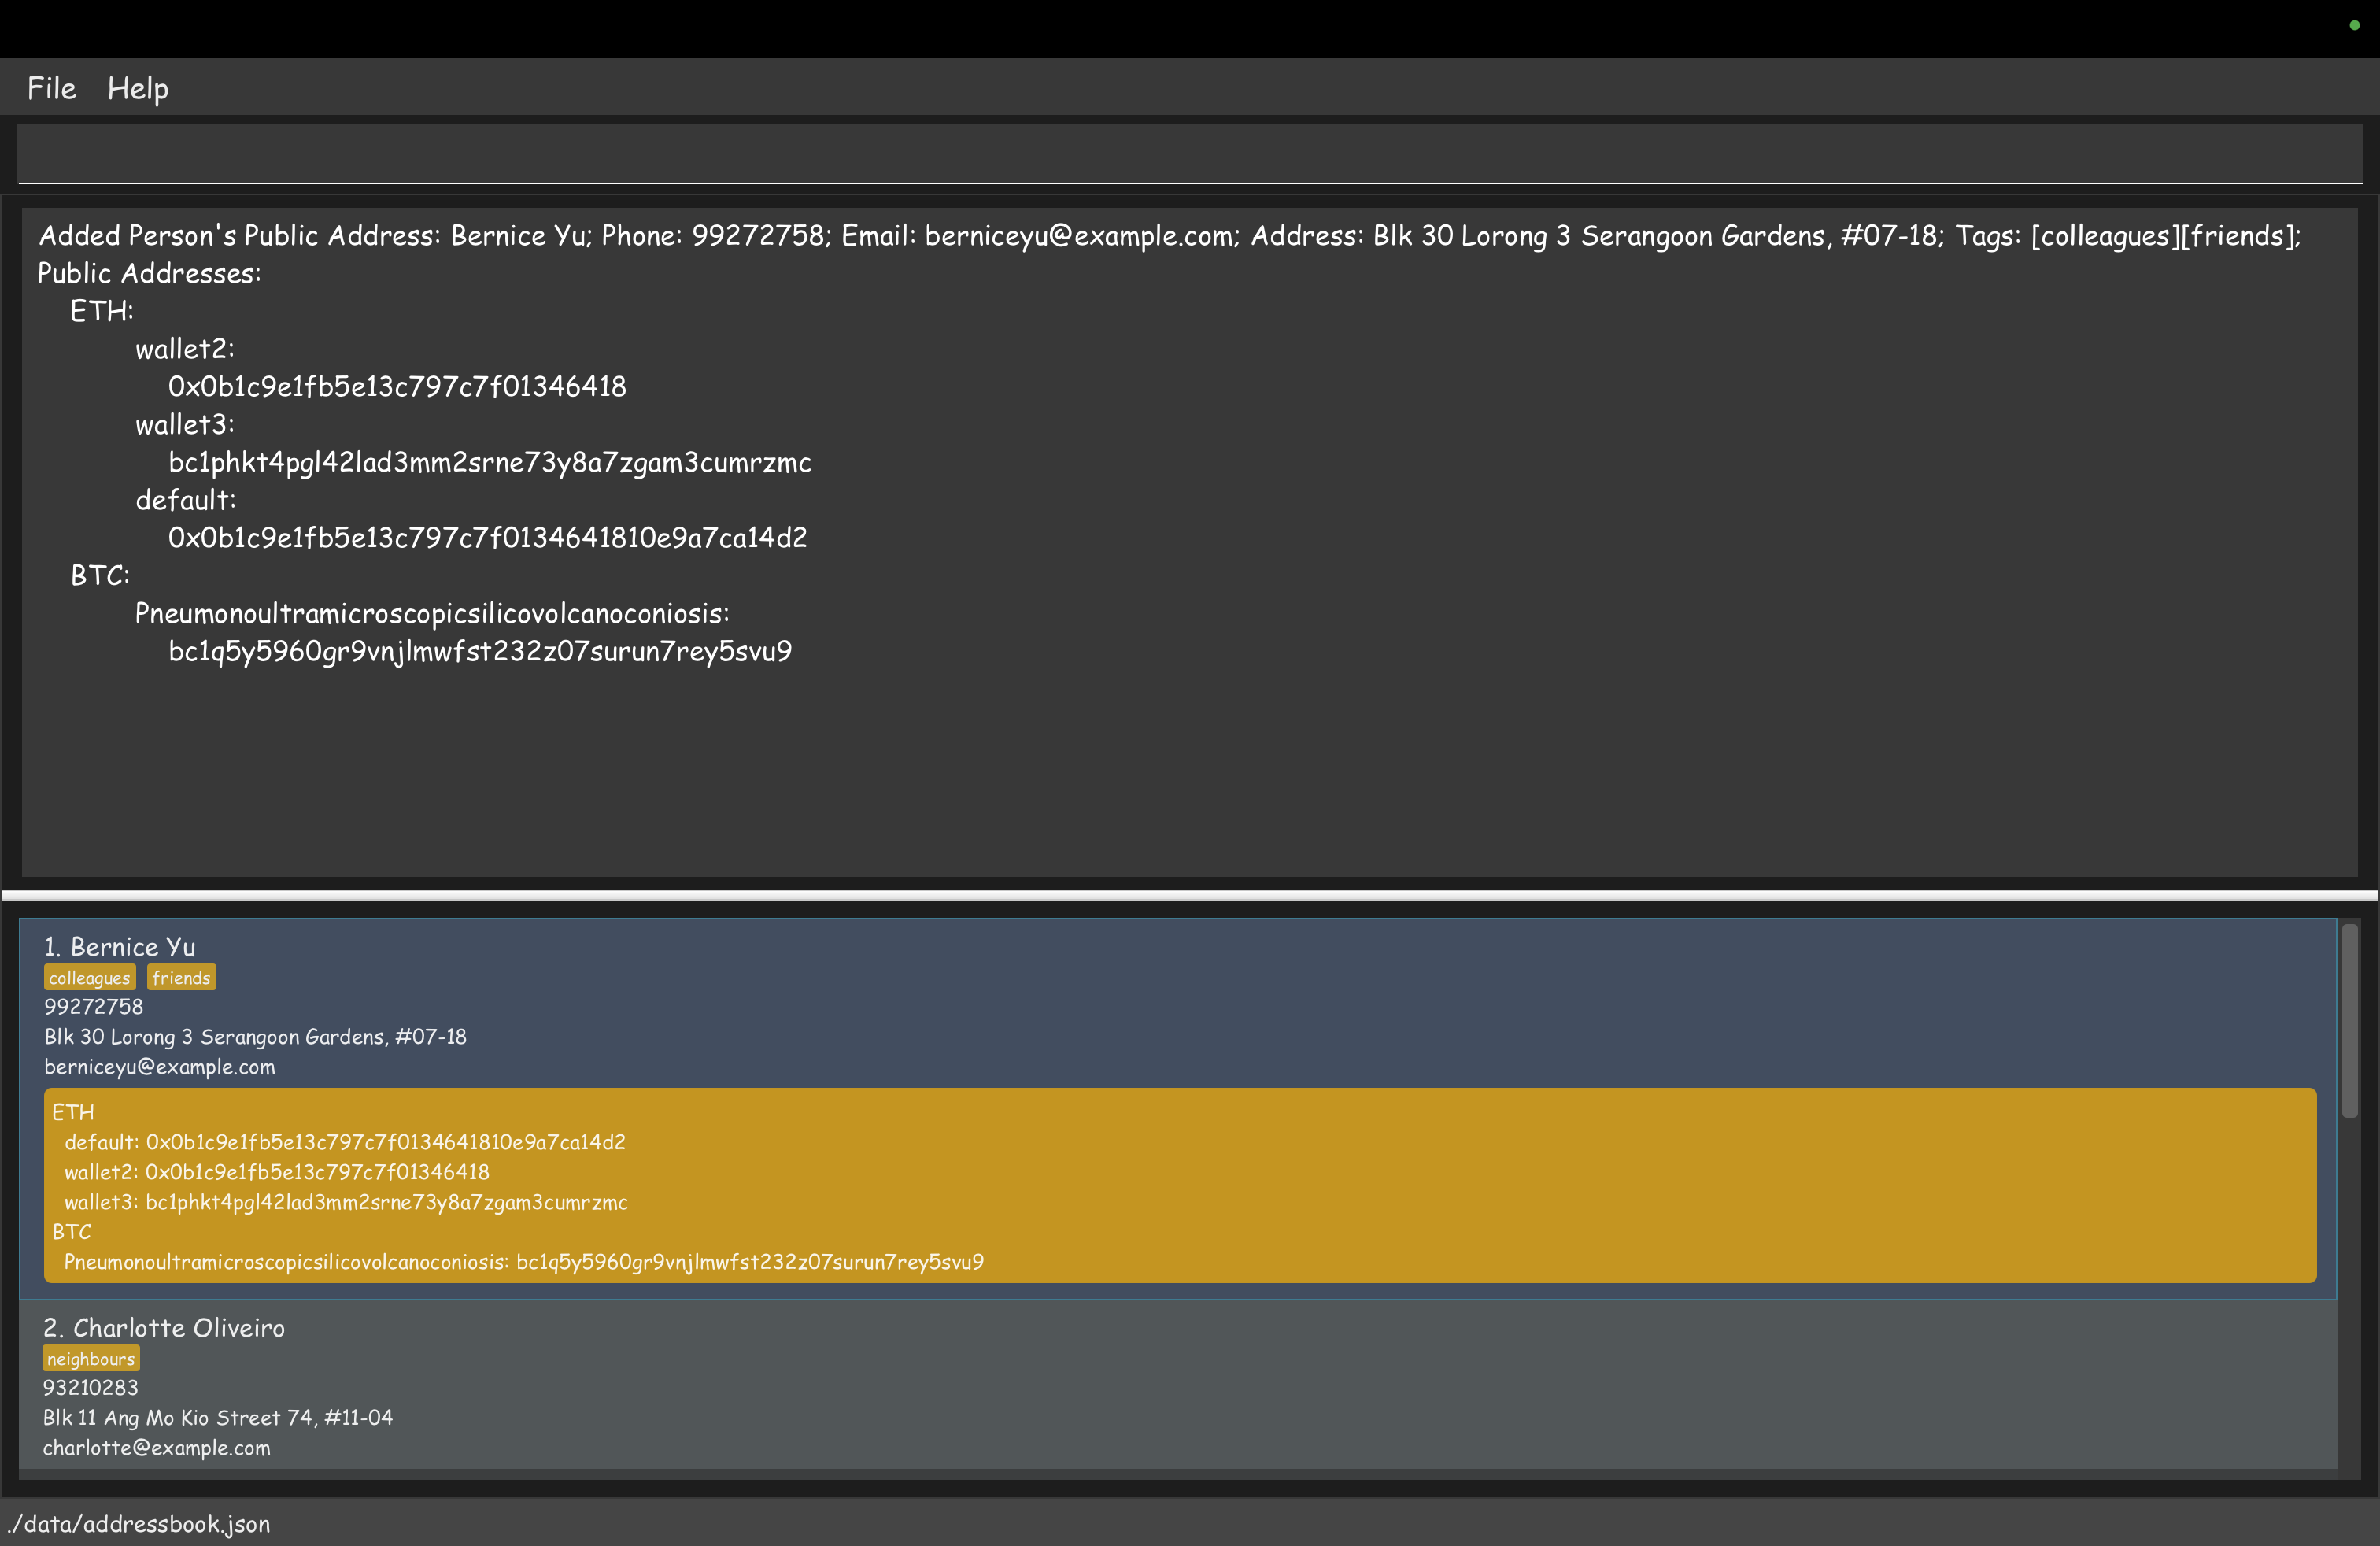 File Help
Added Person's Public Address: Bernice Yu; Phone: 99272758; Email: berniceyu@example.com; Address: Blk 30 Lorong 3 Serangoon Gardens, #07-18; Tags: [colleagues][friends];
Public Addresses:
ETH:
wallet2:
0x0b1c9e1fb5e13c797c7f01346418
wallet3:
bc1phkt4pgl42lad3mm2srne73y8a7zgam3cumrzmc
default:
0x0b1c9e1fb5e13c797c7f0134641810e9a7ca14d2
BTC:
Pneumonoultramicroscopicsilicovolcanoconiosis:
bc1q5y5960gr9vnjlmwfst232z07surun7rey5svu9
1. Bernice Yu
colleagues friends
99272758
Blk 30 Lorong 3 Serangoon Gardens, #07-18
berniceyu@example.com
ETH
default: 0x0b1c9e1fb5e13c797c7f0134641810e9a7ca14d2
wallet2: 0x0b1c9e1fb5e13c797c7f01346418
wallet3: bc1phkt4pgl42lad3mm2srne73y8a7zgam3cumrzmc
BTC
Pneumonoultramicroscopicsilicovolcanoconiosis: bc1q5y5960gr9vnjlmwfst232z07surun7rey5svu9
2. Charlotte Oliveiro
neighbours
93210283
Blk 11 Ang Mo Kio Street 74, #11-04
charlotte@example.com
./data/addressbook.json